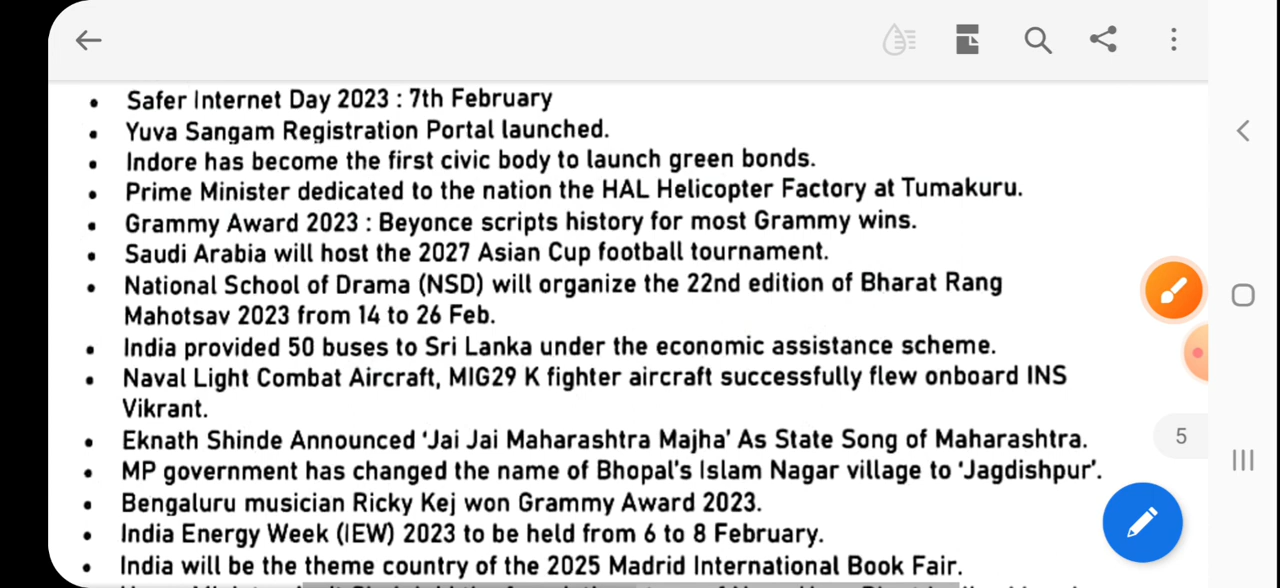 • Safer Internet Day 2023 : 7th February
• Yuva Sangam Registration Portal launched.
• Indore has become the first civic body to launch green bonds.
• Prime Minister dedicated to the nation the HAL Helicopter Factory at Tumakuru.
• Grammy Award 2023 : Beyonce scripts history for most Grammy wins.
• Saudi Arabia will host the 2027 Asian Cup football tournament.
• National School of Drama (NSD) will organize the 22nd edition of Bharat Rang
Mahotsav 2023 from 14 to 26 Feb.
• India provided 50 buses to Sri Lanka under the economic assistance scheme.
• Naval Light Combat Aircraft, MIG29 K fighter aircraft successfully flew onboard INS
Vikrant.
5
• Eknath Shinde Announced ‘Jai Jai Maharashtra Majha’ As State Song of Maharashtra.
• MP government has changed the name of Bhopal’s Islam Nagar village to ‘Jagdishpur’.
• Bengaluru musician Ricky Kej won Grammy Award 2023.
• India Energy Week (IEW) 2023 to be held from 6 to 8 February.
• India will be the theme country of the 2025 Madrid International Book Fair.